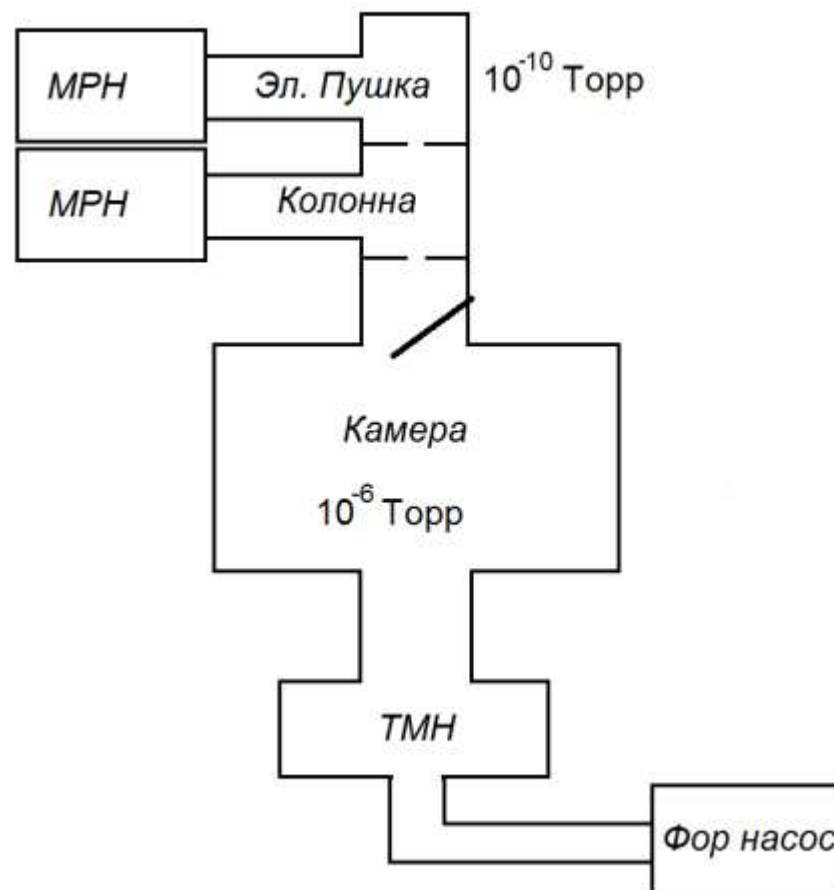 МРН
Эл. Пушка
10⁻¹⁰ Торр
МРН
Колонна
Камера
10⁻⁶ Торр
ТМН
Фор насос